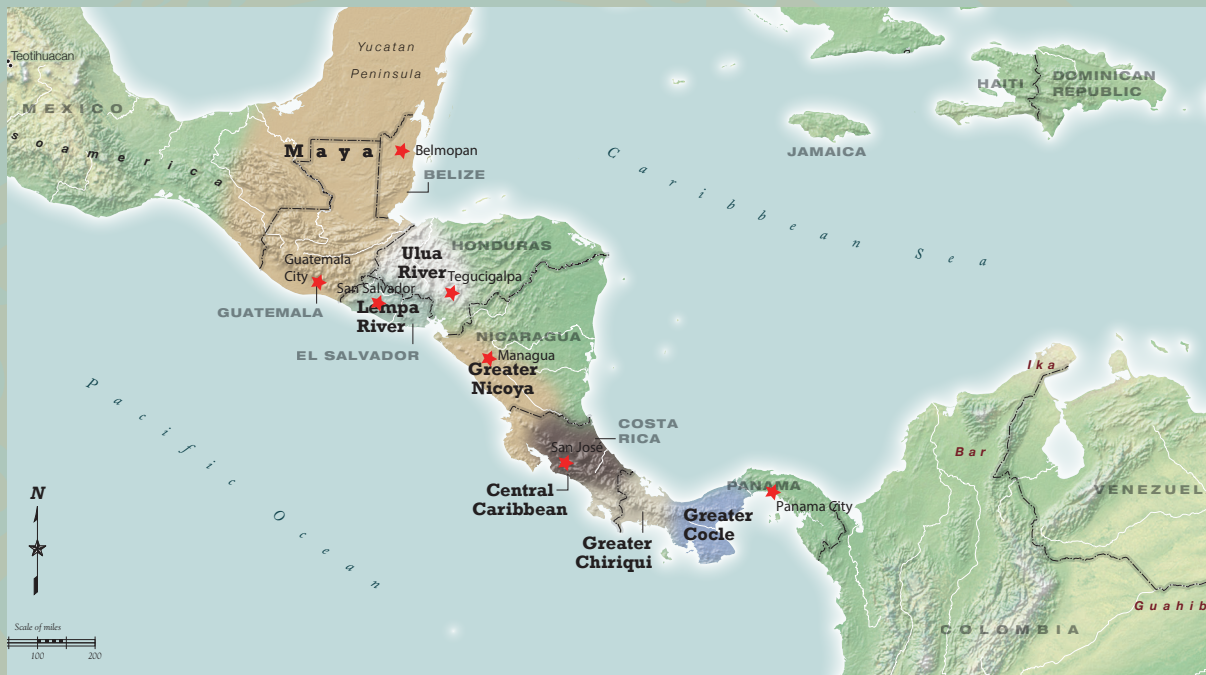 Yucatan
Peninsula
Teotihuacan
MEXICO
soamerica
Maya
Belmopan
BELIZE
HAITI
DOMINICAN
REPUBLIC
JAMAICA
Caribbean Sea
Guatemala
City
GUATEMALA
Ulua
River
HONDURAS
Tegucigalpa
San Salvador
Lempa
River
EL SALVADOR
NICARAGUA
Managua
Greater
Nicoya
COSTA
RICA
San José
Central
Caribbean
Greater
Chiriqui
Greater
Cocle
PANAMA
Panama City
Pacific Ocean
Ika
Bar
VENEZUEL
Guahib
COLOMBIA
N
Scale of miles
100 200